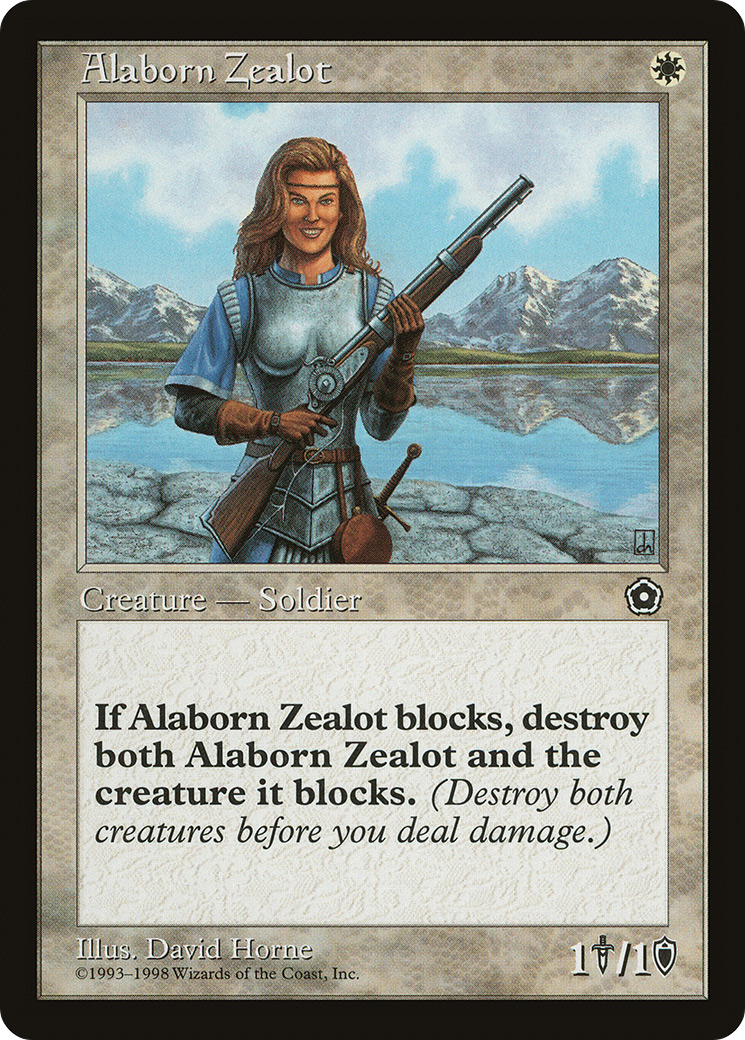 Alaborn Zealot
dh
Creature — Soldier
If Alaborn Zealot blocks, destroy
both Alaborn Zealot and the
creature it blocks. (Destroy both
creatures before you deal damage.)
Illus. David Horne
©1993–1998 Wizards of the Coast, Inc.
1/1